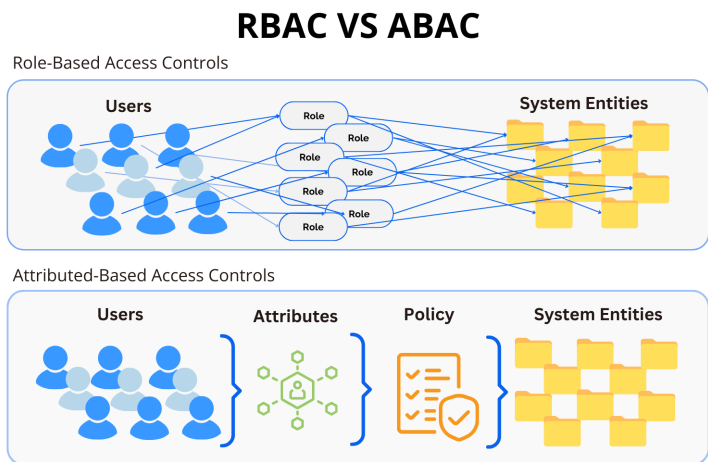 RBAC VS ABAC
Role-Based Access Controls
Users
System Entities
Role
Role
Role
Role
Role
Role
Role
Attributed-Based Access Controls
Users
Attributes
Policy
System Entities